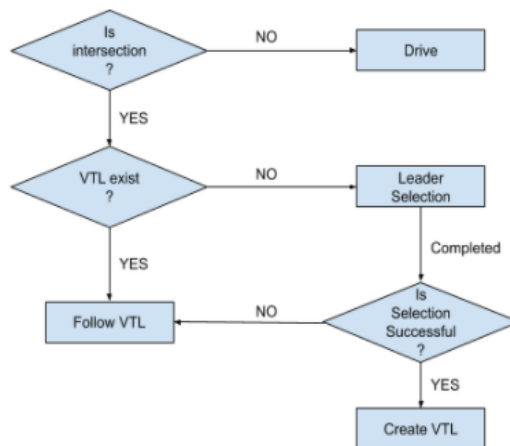 Is
intersection
?
NO
Drive
YES
VTL exist
?
NO
Leader
Selection
YES
Completed
Is
Selection
Successful
?
NO
Follow VTL
YES
Create VTL